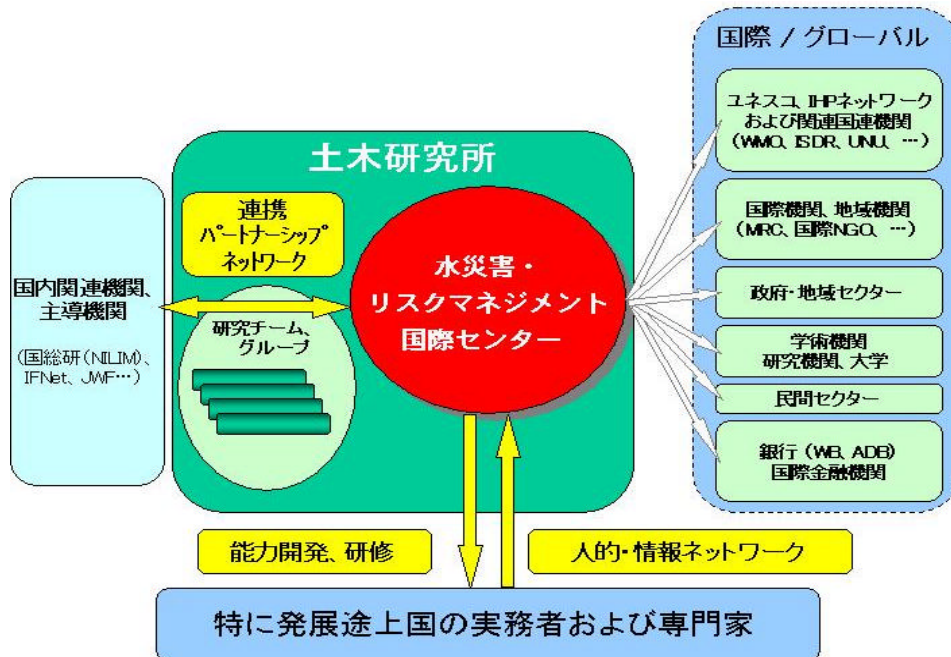 国際 / グローバル
ユネスコ、IHPネットワーク
および関連国連機関
(WMO、ISDR、UNU、…)
土木研究所
連携
パートナーシップ
ネットワーク
国際機関、地域機関
(MRC、国際NGO、…)
国内関連機関、
主導機関
(国総研(NILIM)、
IFNet、JWF…)
水災害・
リスクマネジメント
国際センター
政府・地域セクター
研究チーム、
グループ
学術機関
研究機関、大学
民間セクター
銀行 (WB、ADB)
国際金融機関
能力開発、研修
人的・情報ネットワーク
特に発展途上国の実務者および専門家